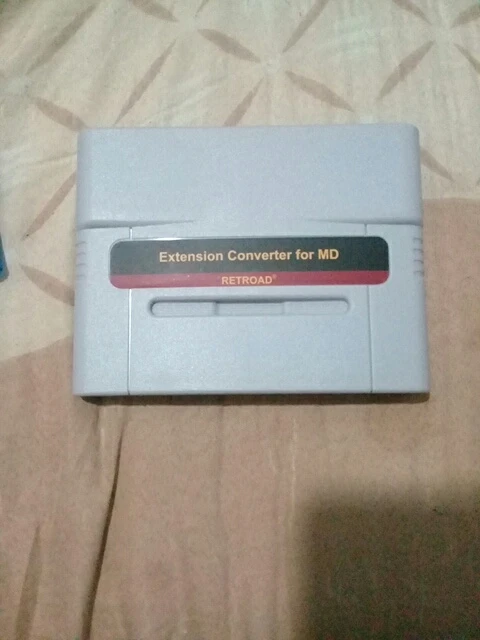 Extension Converter for MD
RETROAD®